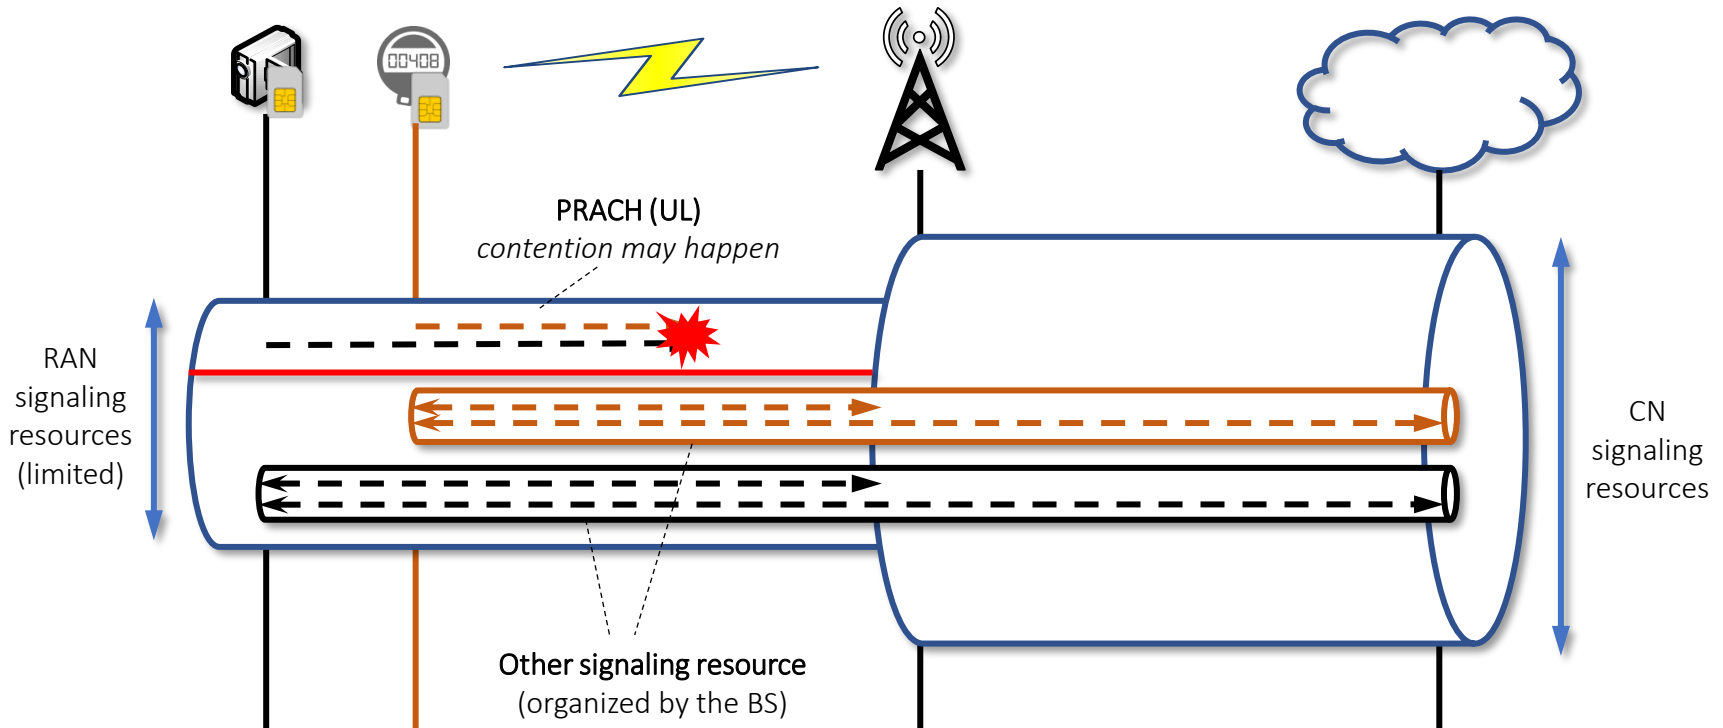 00408
PRACH (UL)
contention may happen
RAN
signaling
resources
(limited)
CN
signaling
resources
Other signaling resource
(organized by the BS)